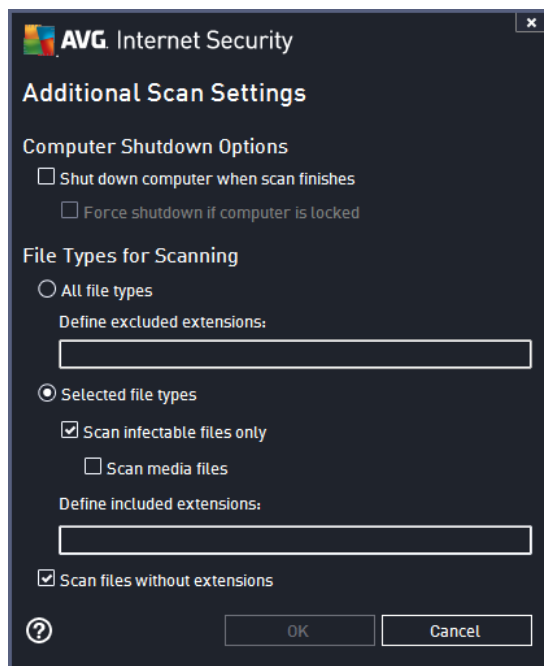 AVG. Internet Security
Additional Scan Settings
Computer Shutdown Options
Shut down computer when scan finishes
Force shutdown if computer is locked
File Types for Scanning
All file types
Define excluded extensions:
Selected file types
Scan infectable files only
Scan media files
Define included extensions:
Scan files without extensions
OK
Cancel